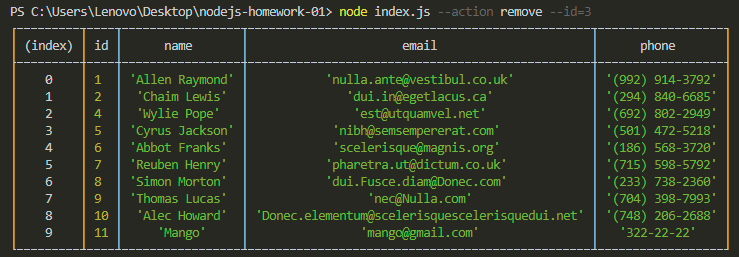 PS C:\Users\Lenovo\Desktop\nodejs-homework-01> node index.js --action remove --id=3
(index) id name email phone
0 1 'Allen Raymond' 'nulla.ante@vestibul.co.uk' '(992) 914-3792'
1 2 'Chaim Lewis' 'dui.in@egetlacus.ca' '(294) 840-6685'
2 4 'Wylie Pope' 'est@utquamvel.net' '(692) 802-2949'
3 5 'Cyrus Jackson' 'nibh@semsempererat.com' '(501) 472-5218'
4 6 'Abbot Franks' 'scelerisque@magnis.org' '(186) 568-3720'
5 7 'Reuben Henry' 'pharetra.ut@dictum.co.uk' '(715) 598-5792'
6 8 'Simon Morton' 'dui.Fusce.diam@Donec.com' '(233) 738-2360'
7 9 'Thomas Lucas' 'nec@Nulla.com' '(704) 398-7993'
8 10 'Alec Howard' 'Donec.elementum@scelerisquescelerisquedui.net' '(748) 206-2688'
9 11 'Mango' 'mango@gmail.com' '322-22-22'